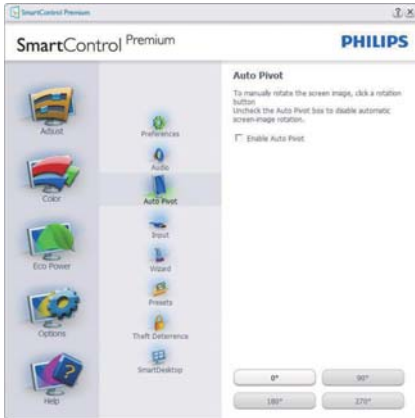 SmartControl Premium
SmartControl Premium
PHILIPS
Adjust
Color
Eco Power
Options
Help
Preferences
Audio
Auto Pivot
Input
Wizard
Presets
Theft Deterrence
SmartDesktop
Auto Pivot
To manually rotate the screen image, click a rotation
button
Uncheck the Auto Pivot box to disable automatic
screen-image rotation.
Enable Auto Pivot
0°
90°
180°
270°